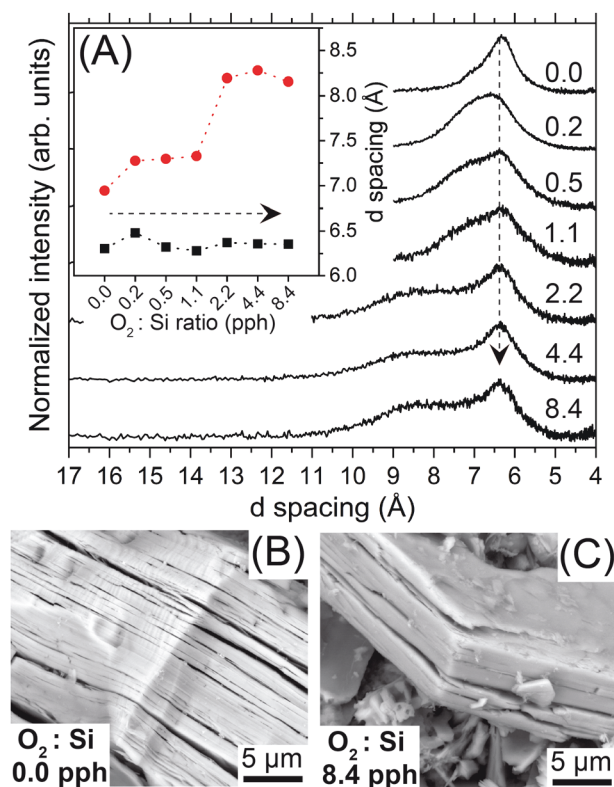 (A)
Normalized intensity (arb. units)
8.5
8.0
7.5
7.0
6.5
6.0
d spacing (Å)
0.0 0.2 0.5 1.1 2.2 4.4 8.4
O₂ : Si ratio (pph)
0.0
0.2
0.5
1.1
2.2
4.4
8.4
17 16 15 14 13 12 11 10 9 8 7 6 5 4
d spacing (Å)
(B)
O₂ : Si
0.0 pph
5 µm
(C)
O₂ : Si
8.4 pph
5 µm